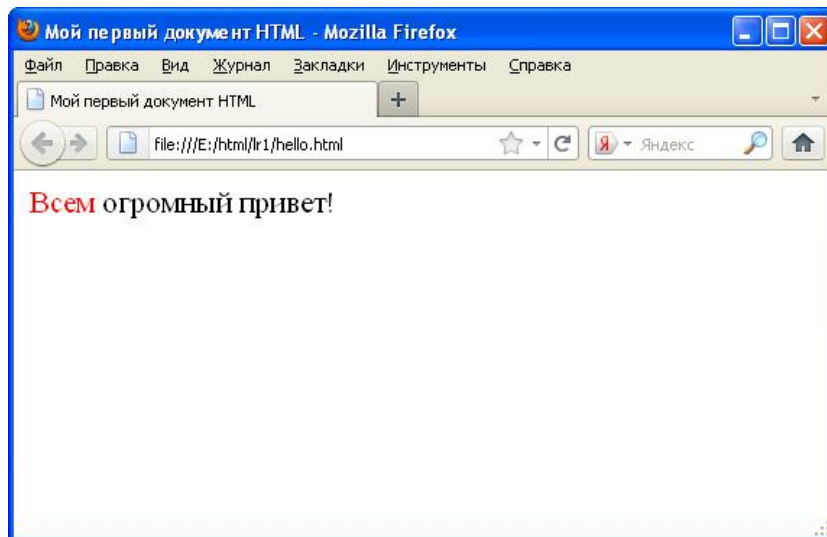 Мой первый документ HTML - Mozilla Firefox
Файл Правка Вид Журнал Закладки Инструменты Справка
Мой первый документ HTML
file:///E:/html/lr1/hello.html Я Яндекс
Всем огромный привет!